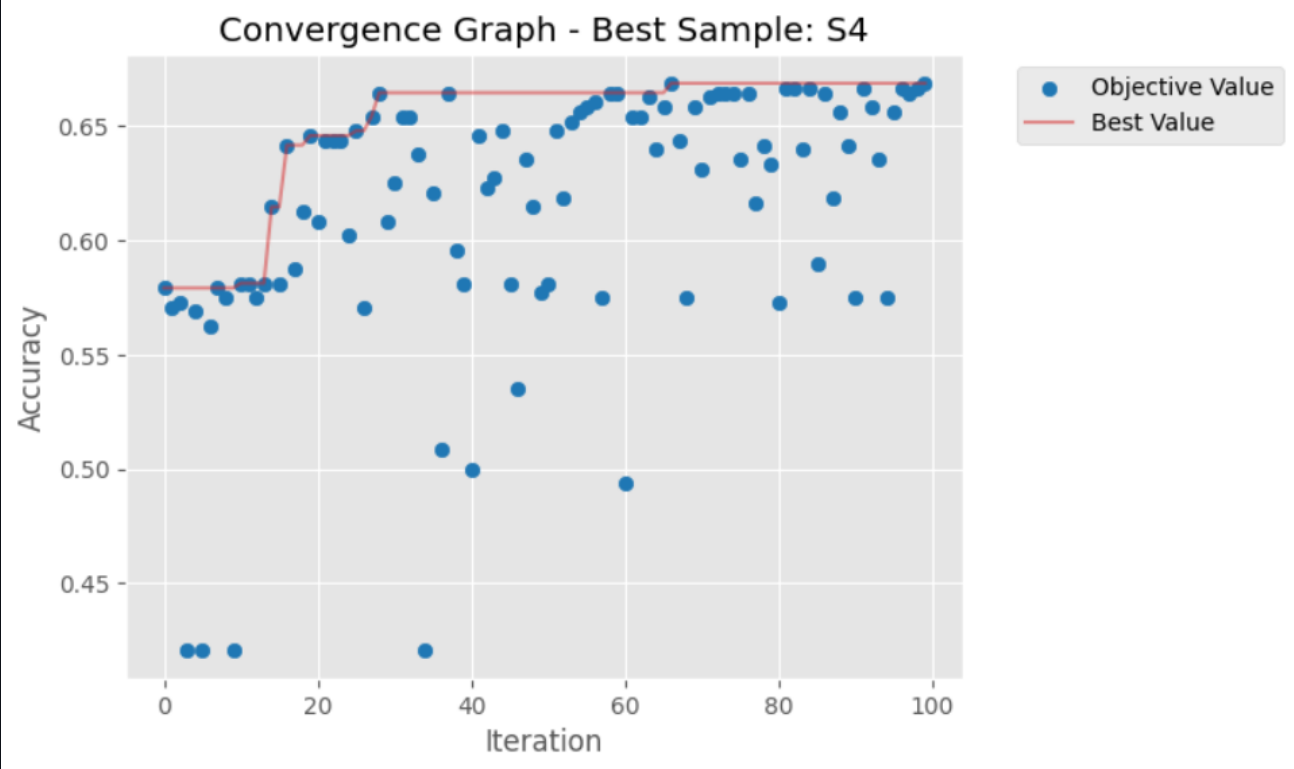 Convergence Graph - Best Sample: S4
Objective Value
Best Value
Accuracy
0.65
0.60
0.55
0.50
0.45
0 20 40 60 80 100
Iteration